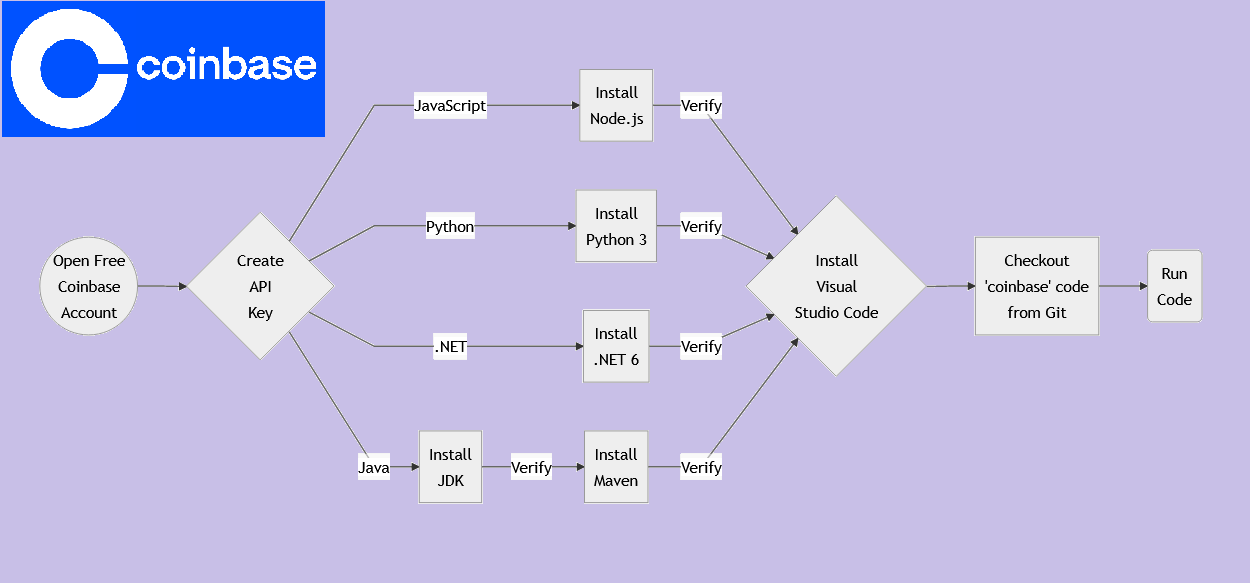 coinbase
Open Free
Coinbase
Account
Create
API
Key
JavaScript
Install
Node.js
Verify
Python
Install
Python 3
Verify
.NET
Install
.NET 6
Verify
Java
Install
JDK
Verify
Install
Maven
Verify
Install
Visual
Studio Code
Checkout
'coinbase' code
from Git
Run
Code